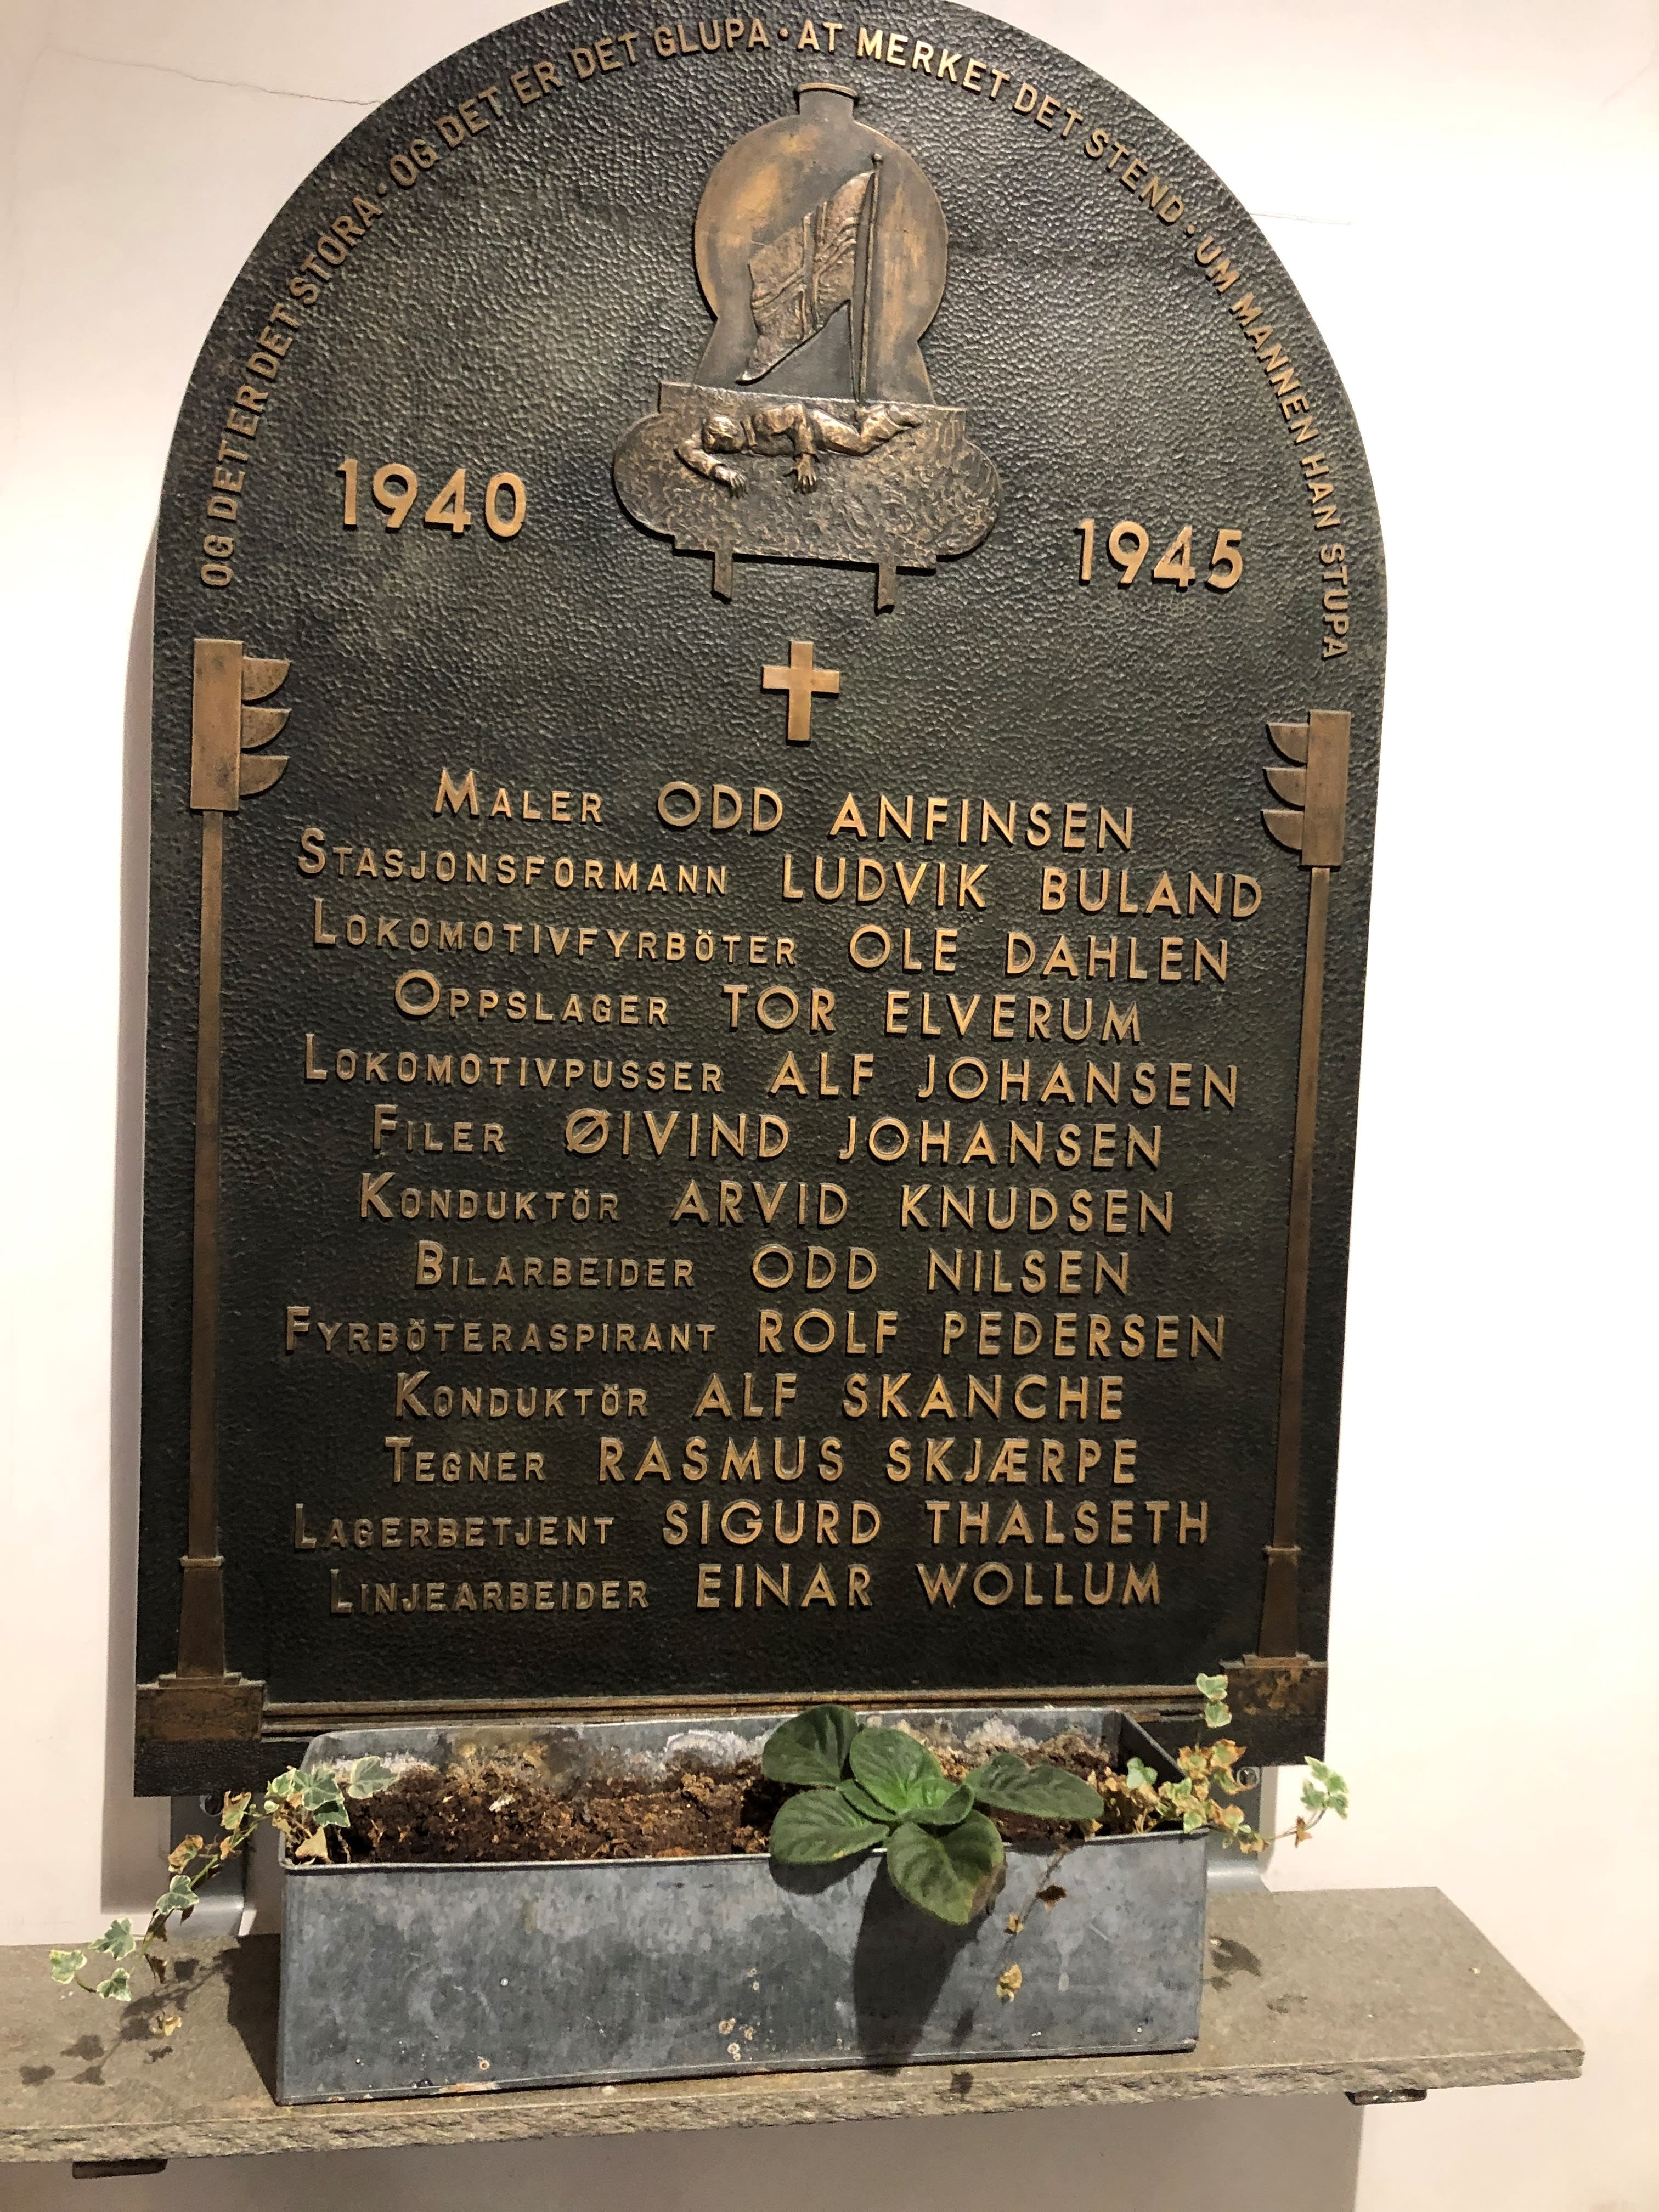 OG DET ER DET STORA · OG DET ER DET GLUPA · AT MERKET DET STEND · UM MANNEN HAN STUPA
1940
1945
MALER ODD ANFINSEN
STASJONSFORMANN LUDVIK BULAND
LOKOMOTIVFYRBÖTER OLE DAHLEN
OPPSLAGER TOR ELVERUM
LOKOMOTIVPUSSER ALF JOHANSEN
FILER ØIVIND JOHANSEN
KONDUKTÖR ARVID KNUDSEN
BILARBEIDER ODD NILSEN
FYRBÖTERASPIRANT ROLF PEDERSEN
KONDUKTÖR ALF SKANCHE
TEGNER RASMUS SKJÆRPE
LAGERBETJENT SIGURD THALSETH
LINJEARBEIDER EINAR WOLLUM